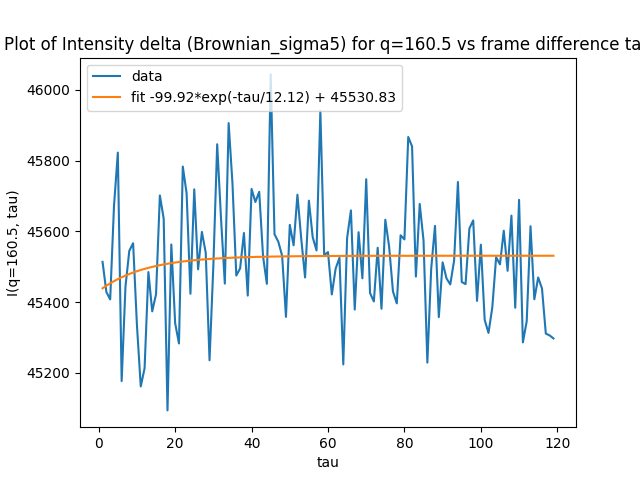 Plot of Intensity delta (Brownian_sigma5) for q=160.5 vs frame difference ta
data
fit -99.92*exp(-tau/12.12) + 45530.83
46000
45800
45600
45400
45200
I(q=160.5, tau)
0 20 40 60 80 100 120
tau